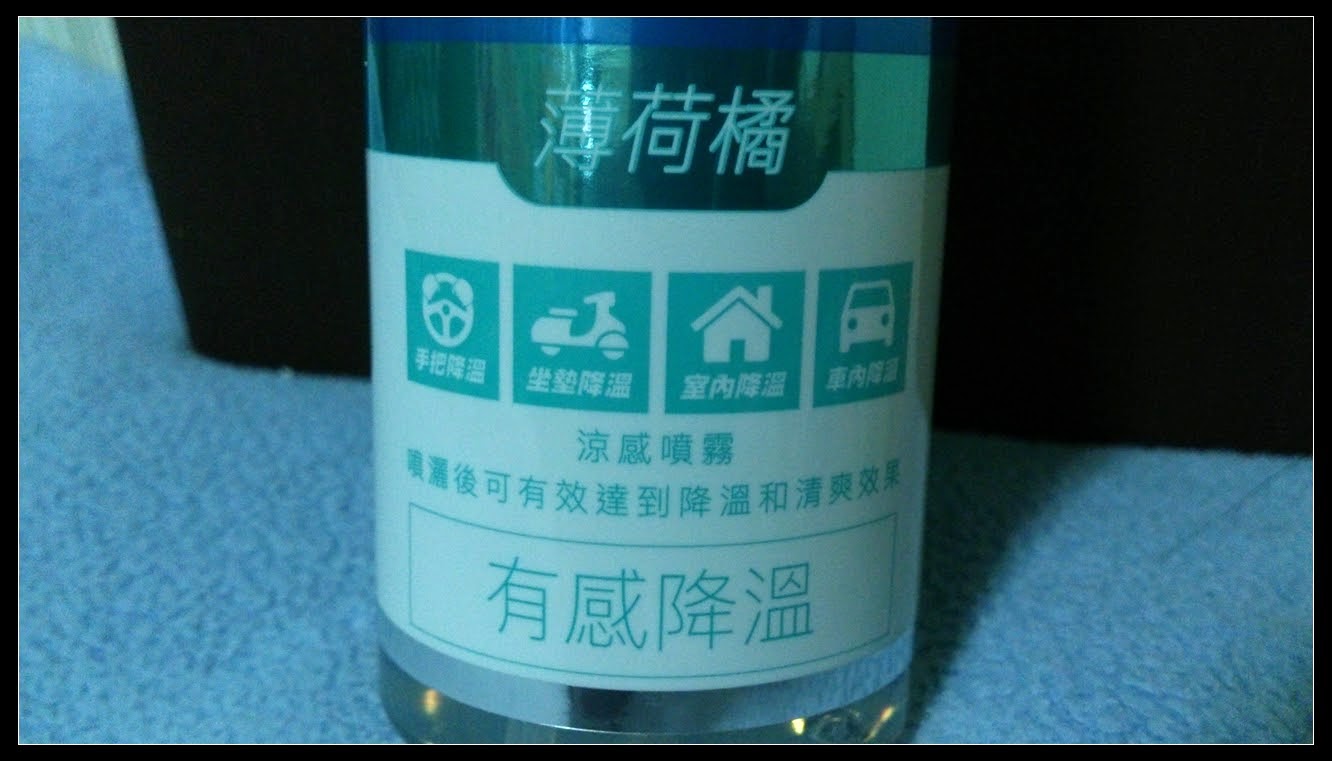 薄荷橘
手把降溫
坐墊降溫
室內降溫
車內降溫
涼感噴霧
噴灑後可有效達到降溫和清爽效果
有感降溫